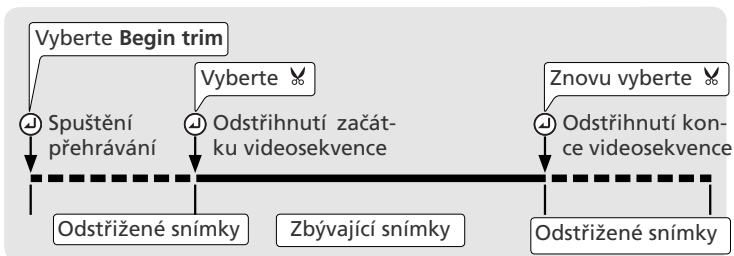 Vyberte Begin trim
Vyberte
Znovu vyberte
Spuštění
přehrávání
Odstřihnutí začát-
ku videosekvence
Odstřihnutí kon-
ce videosekvence
Odstřižené snímky
Zbývající snímky
Odstřižené snímky